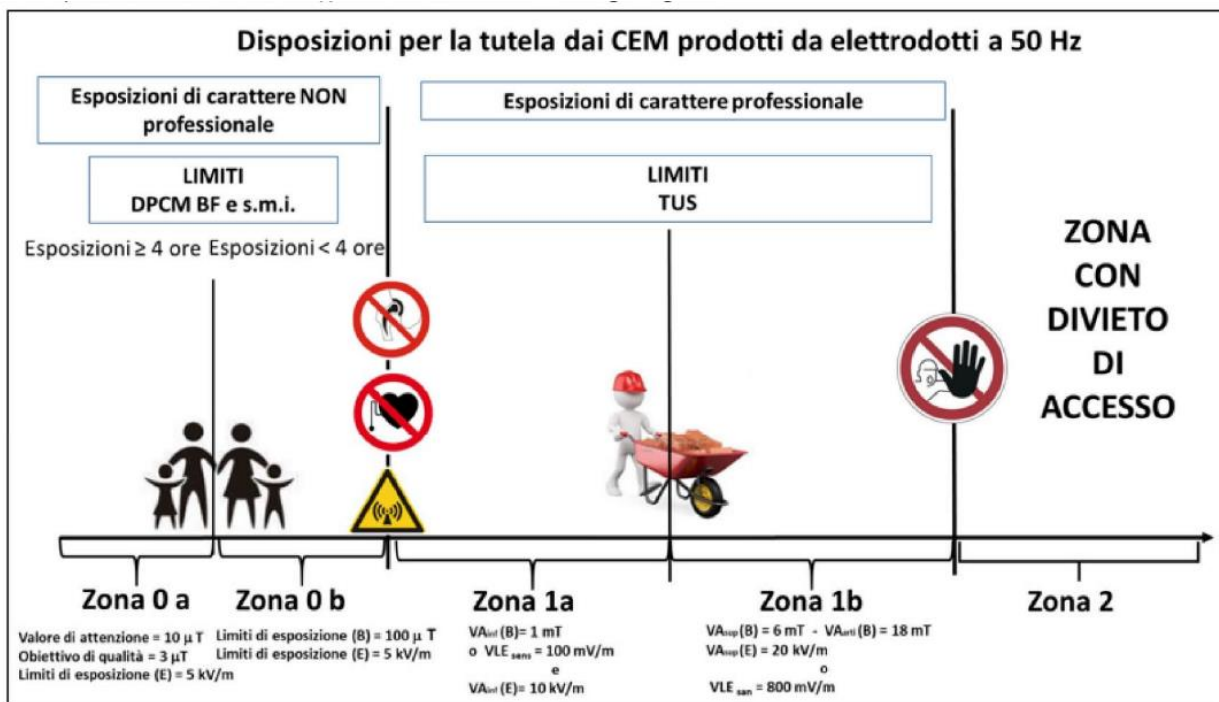 Disposizioni per la tutela dai CEM prodotti da elettrodotti a 50 Hz
Esposizioni di carattere NON
professionale
Esposizioni di carattere professionale
LIMITI
DPCM BF e s.m.i.
LIMITI
TUS
Esposizioni ≥ 4 ore Esposizioni < 4 ore
ZONA
CON
DIVIETO
DI
ACCESSO
Zona 0 a
Valore di attenzione = 10 μ T
Obiettivo di qualità = 3 μT
Limiti di esposizione (E) = 5 kV/m
Zona 0 b
Limiti di esposizione (B) = 100 μ T
Limiti di esposizione (E) = 5 kV/m
Zona 1a
VAinf (B)= 1 mT
o VLE sens = 100 mV/m
e
VAinf (E)= 10 kV/m
Zona 1b
VAsup (B) = 6 mT - VAarti (B) = 18 mT
VAsup (E) = 20 kV/m
o
VLE san = 800 mV/m
Zona 2